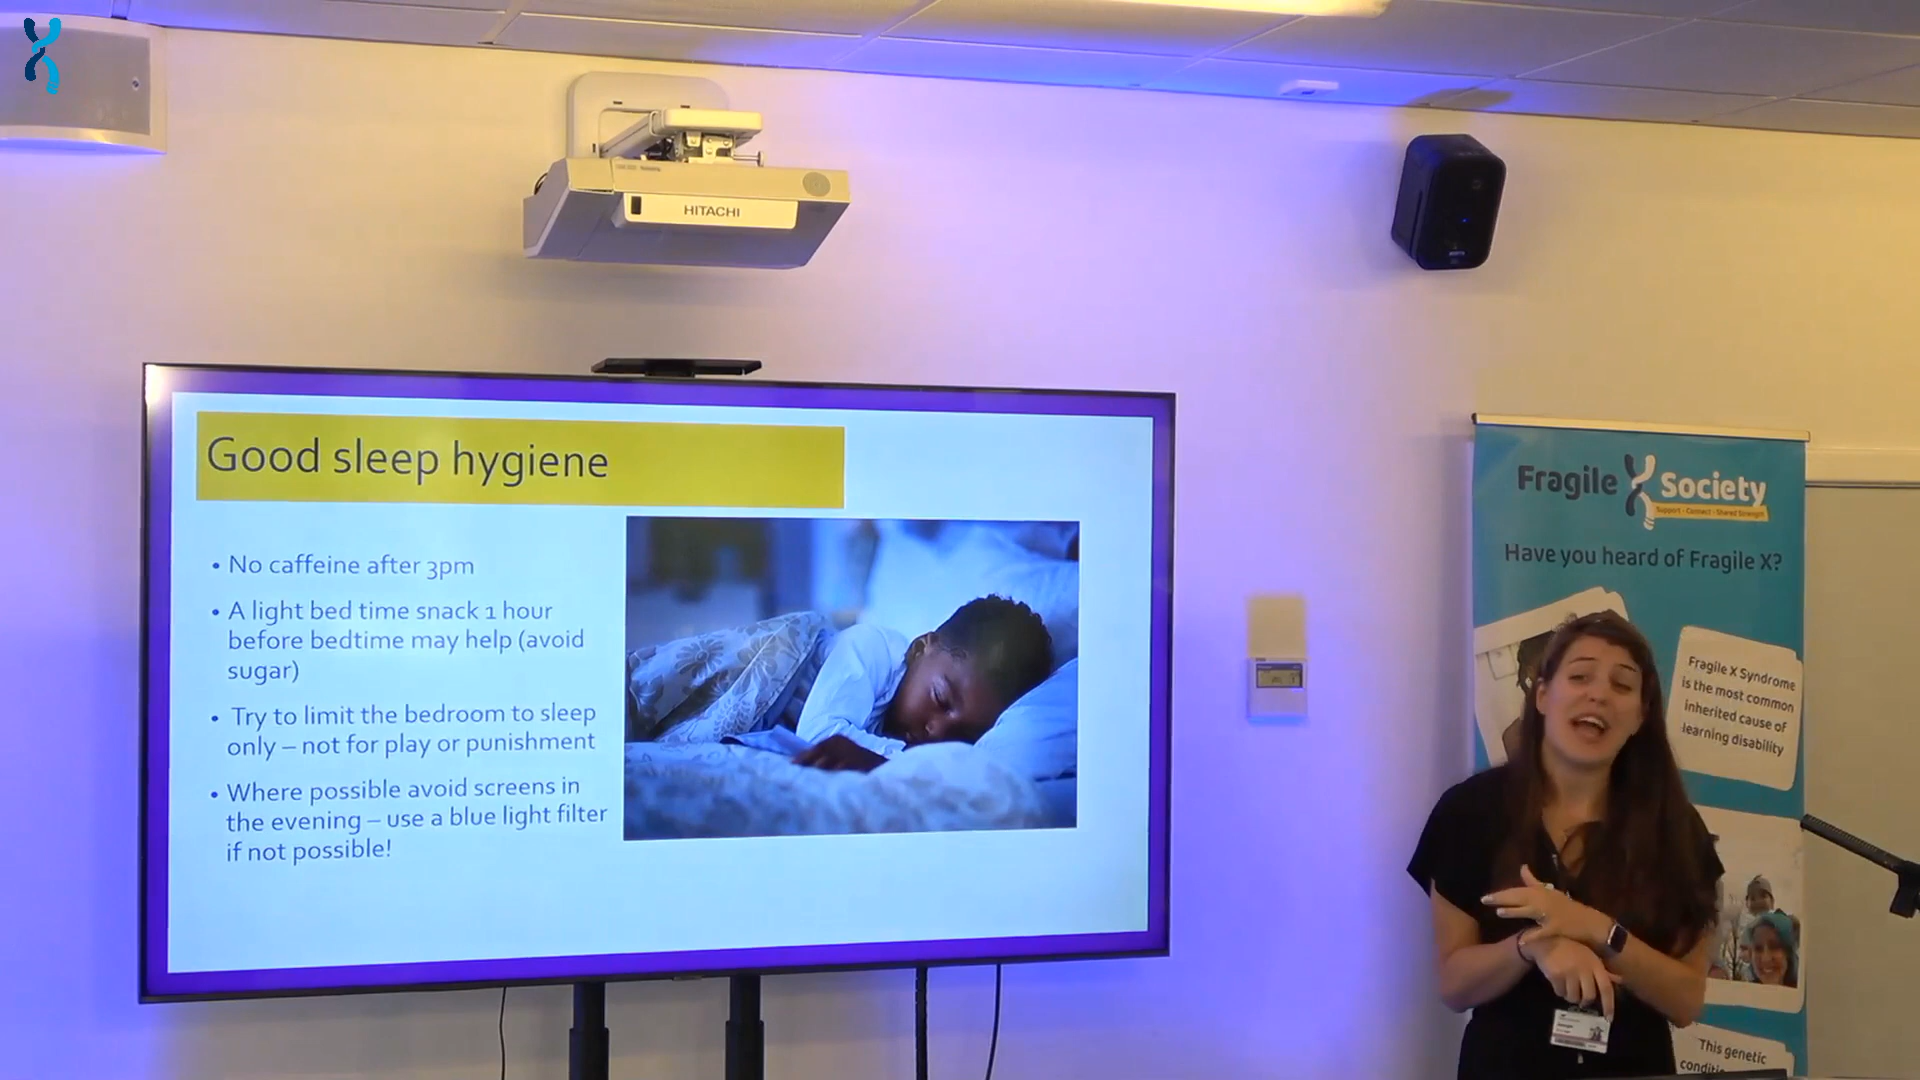 HITACHI
Good sleep hygiene
• No caffeine after 3pm
• A light bed time snack 1 hour
before bedtime may help (avoid
sugar)
• Try to limit the bedroom to sleep
only – not for play or punishment
• Where possible avoid screens in
the evening – use a blue light filter
if not possible!
Fragile X Society
Support - Connect - Shared Strength
Have you heard of Fragile X?
Fragile X Syndrome
is the most common
inherited cause of
learning disability
This genetic